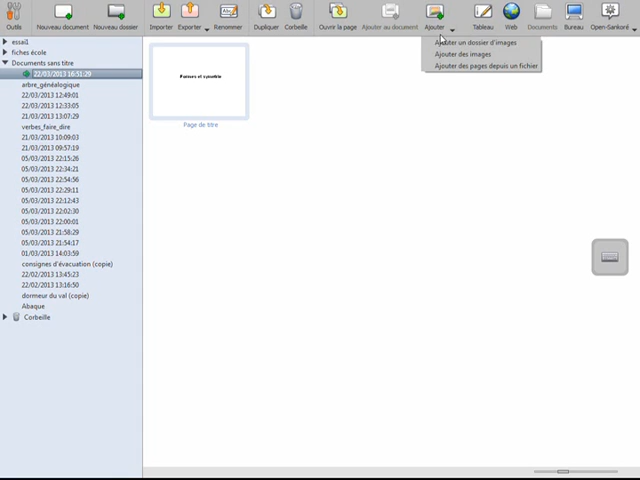 Outils Nouveau document Nouveau dossier Importer Exporter Renommer Dupliquer Corbeille Ouvrir la page Ajouter au document Ajouter Tableau Web Documents Bureau Open-Sankoré
Ajouter un dossier d'images
Ajouter des images
Ajouter des pages depuis un fichier
essai1
fiches école
Documents sans titre
22/03/2013 16:51:29
arbre_généalogique
22/03/2013 12:49:01
22/03/2013 12:33:05
21/03/2013 13:07:29
verbes_faire_dire
21/03/2013 10:09:03
21/03/2013 09:57:19
05/03/2013 22:15:26
05/03/2013 22:34:21
05/03/2013 22:54:56
05/03/2013 22:29:11
05/03/2013 22:12:43
05/03/2013 22:02:30
05/03/2013 22:00:01
05/03/2013 21:58:29
05/03/2013 21:54:17
01/03/2013 14:03:59
consignes d'évacuation (copie)
22/02/2013 13:45:23
22/02/2013 13:16:50
dormeur du val (copie)
Abaque
Corbeille
et symétrie
Page de titre